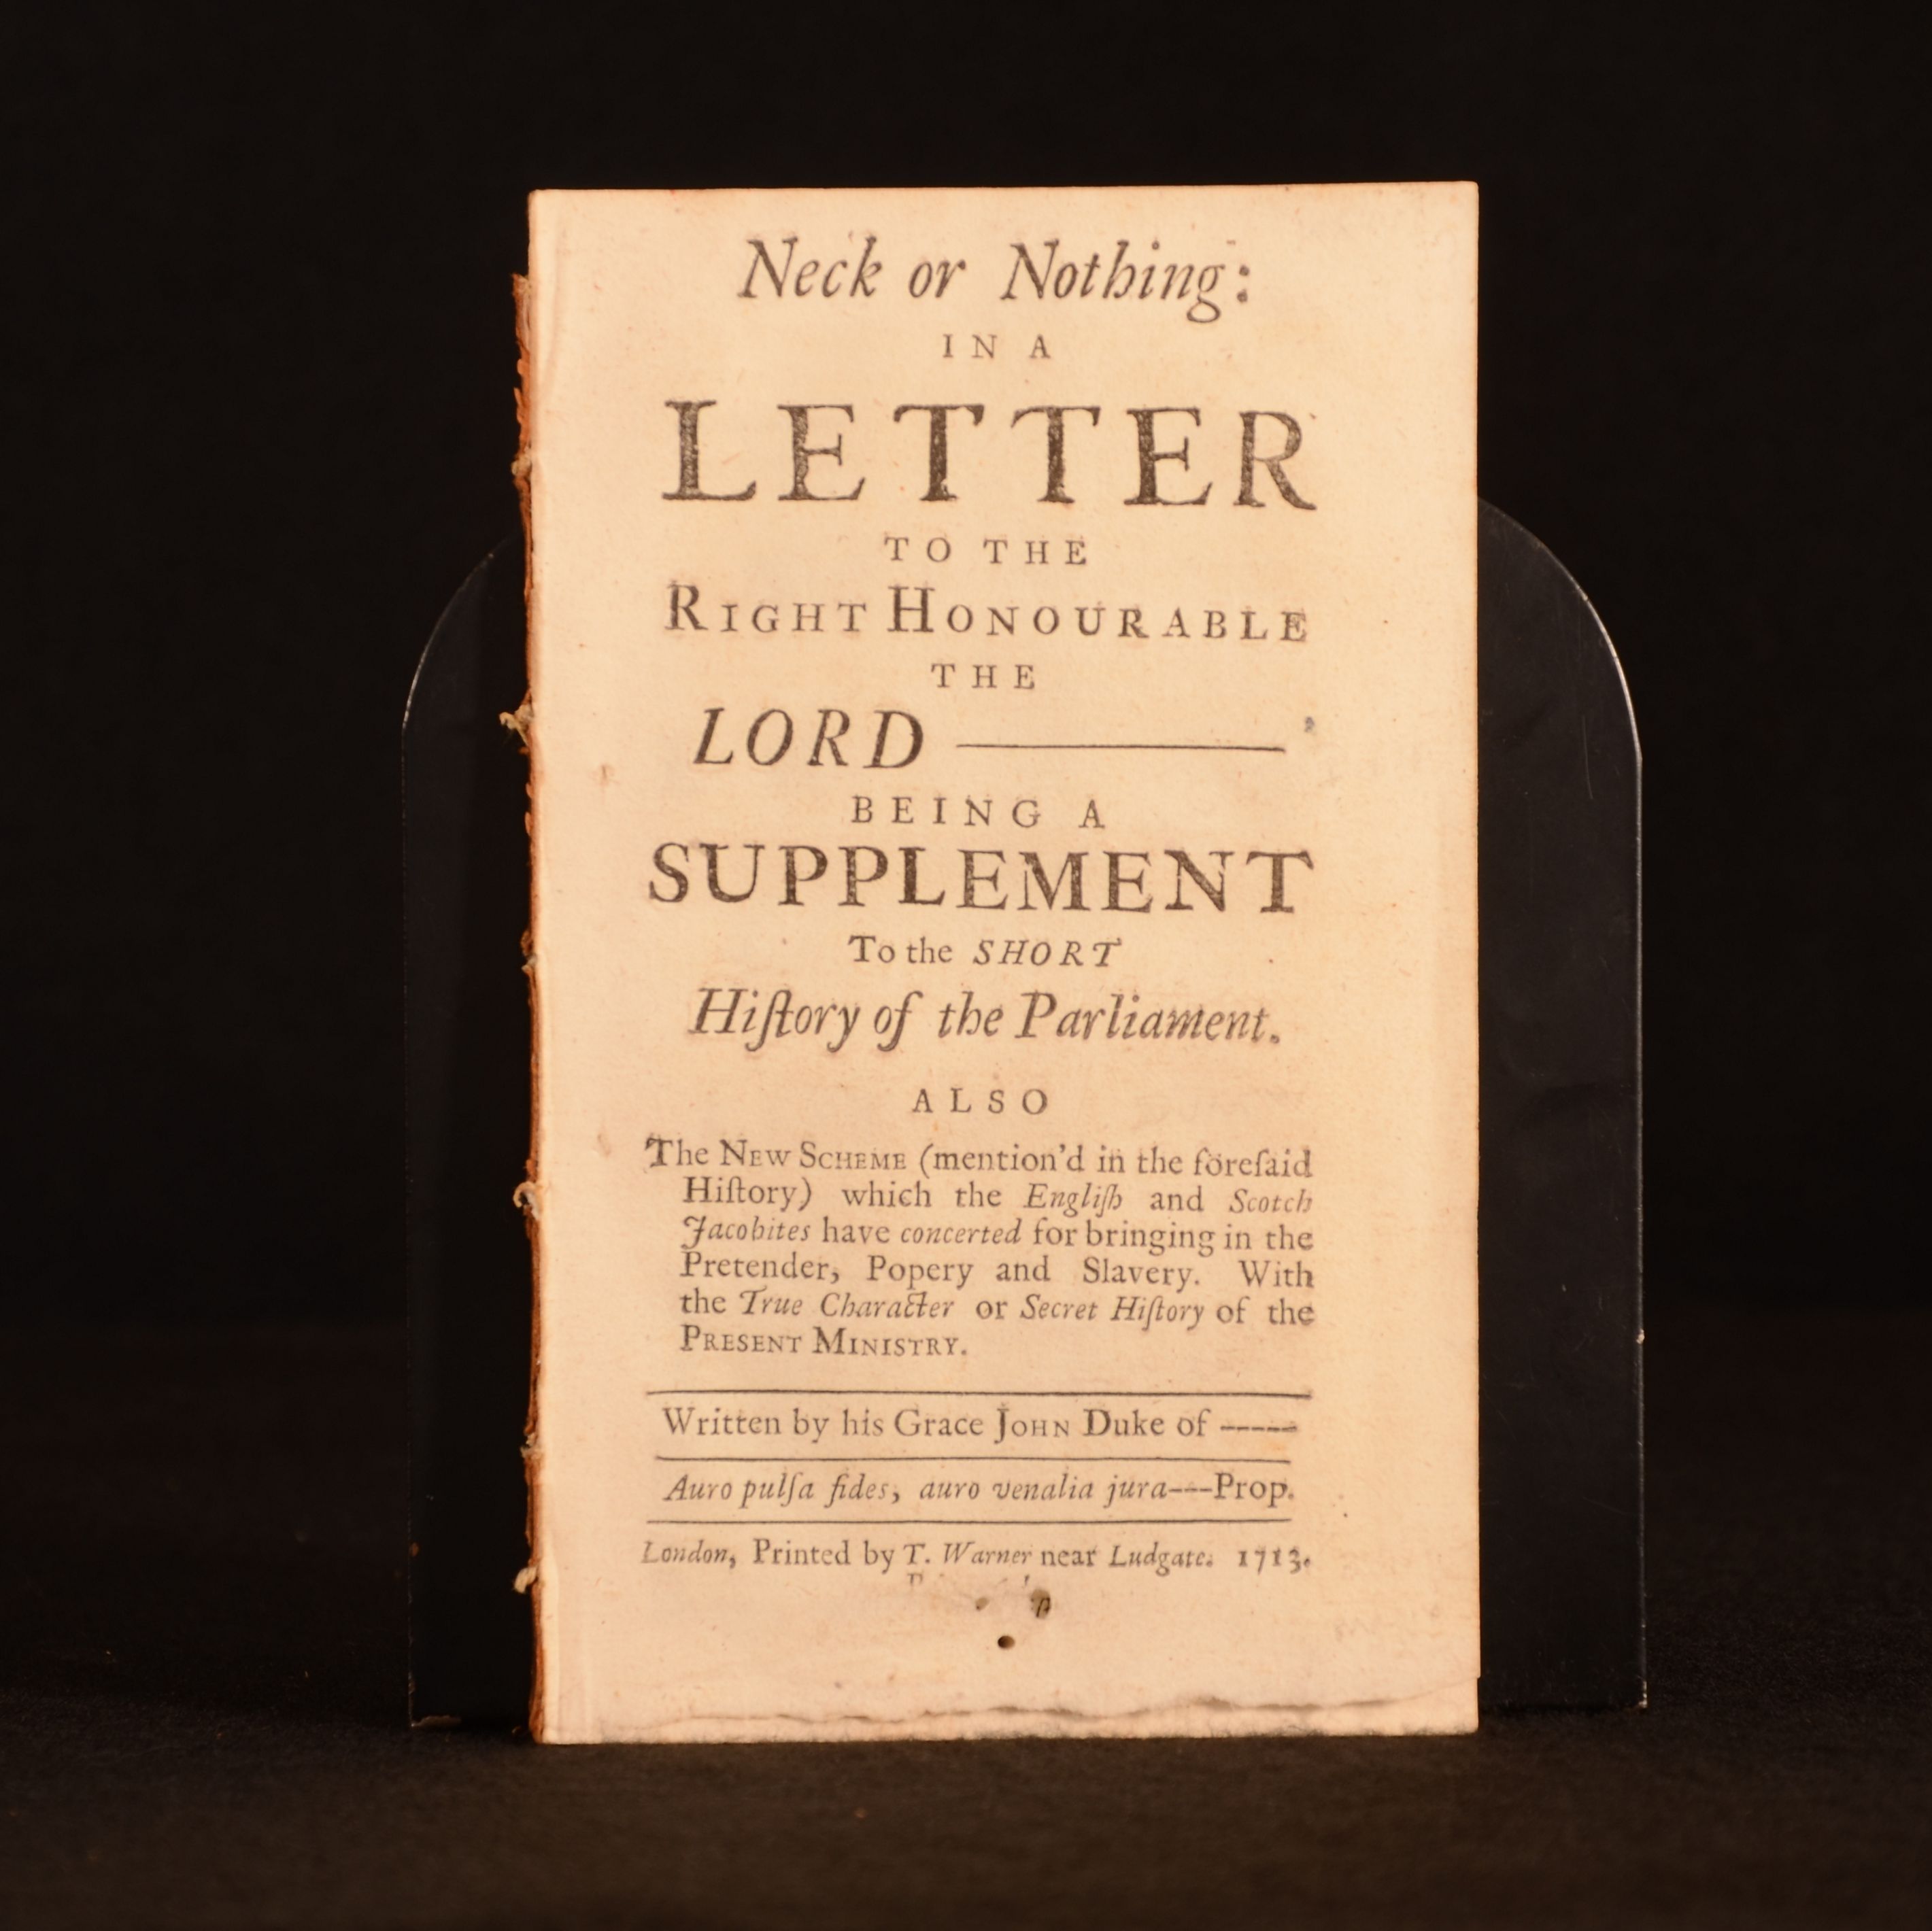 Neck or Nothing:
IN A
LETTER
TO THE
RIGHT HONOURABLE
THE
LORD ———
BEING A
SUPPLEMENT
To the SHORT
Hiſtory of the Parliament.
ALSO
The NEW SCHEME (mention'd in the foreſaid
Hiſtory) which the Engliſh and Scotch
Jacobites have concerted for bringing in the
Pretender, Popery and Slavery. With
the True Character or Secret Hiſtory of the
PRESENT MINISTRY.
Written by his Grace JOHN Duke of -----
Auro pulſa fides, auro venalia jura---Prop.
London, Printed by T. Warner near Ludgate. 1713.